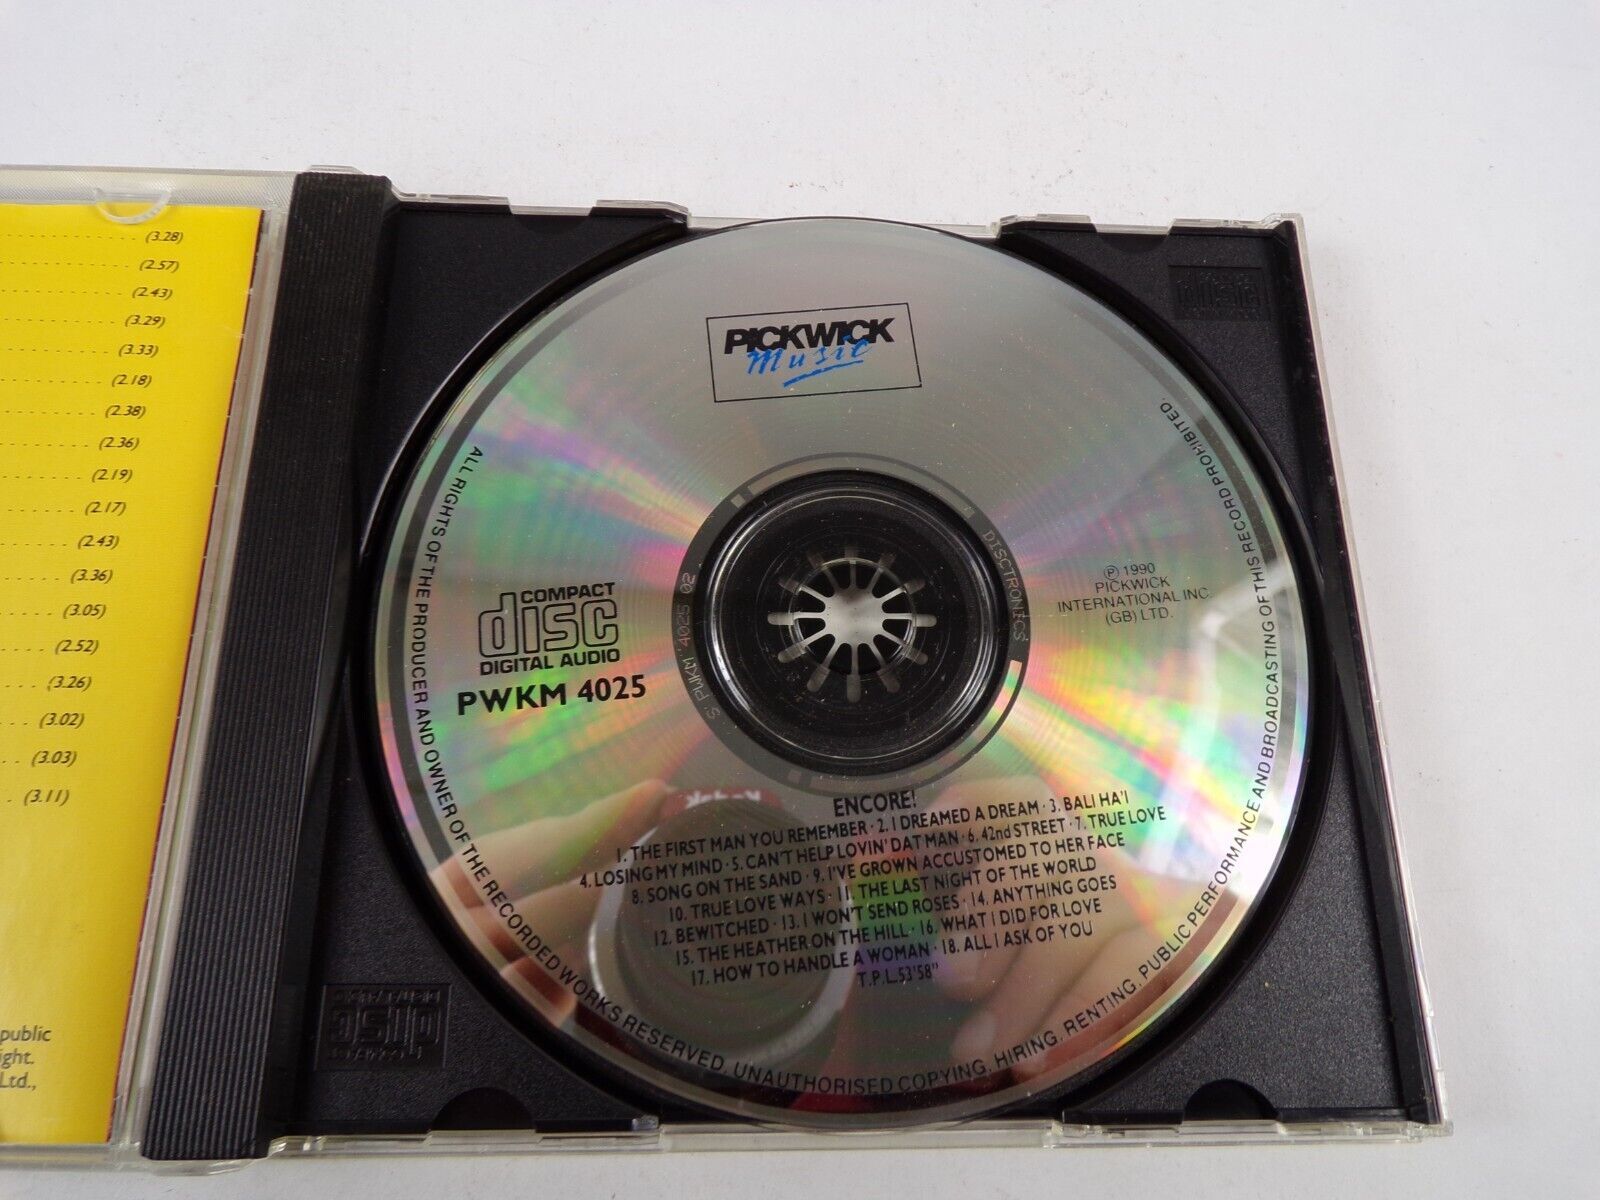 (3.28)
(2.57)
(2.43)
(3.29)
(3.33)
(2.18)
(2.38)
(2.36)
(2.19)
(2.17)
(2.43)
(3.36)
(3.05)
(2.52)
(3.26)
(3.02)
(3.03)
(3.11)
public
ight.
Ltd.,
PICKWICK
Music
COMPACT
disc
DIGITAL AUDIO
PWKM 4025
DISCTRONICS
S. PWKM 4025 02
℗ 1990
PICKWICK
INTERNATIONAL INC.
(GB) LTD.
ENCORE!
1. THE FIRST MAN YOU REMEMBER · 2. I DREAMED A DREAM · 3. BALI HA'I
4. LOSING MY MIND · 5. CAN'T HELP LOVIN' DAT MAN · 6. 42nd STREET · 7. TRUE LOVE
8. SONG ON THE SAND · 9. I'VE GROWN ACCUSTOMED TO HER FACE
10. TRUE LOVE WAYS · 11. THE LAST NIGHT OF THE WORLD
12. BEWITCHED · 13. I WON'T SEND ROSES · 14. ANYTHING GOES
15. THE HEATHER ON THE HILL · 16. WHAT I DID FOR LOVE
17. HOW TO HANDLE A WOMAN · 18. ALL I ASK OF YOU
T.P.L.53'58"
ALL RIGHTS OF THE PRODUCER AND OWNER OF THE RECORDED WORKS RESERVED. UNAUTHORISED COPYING, HIRING, RENTING, PUBLIC PERFORMANCE AND BROADCASTING OF THIS RECORD PROHIBITED.
disc
disc